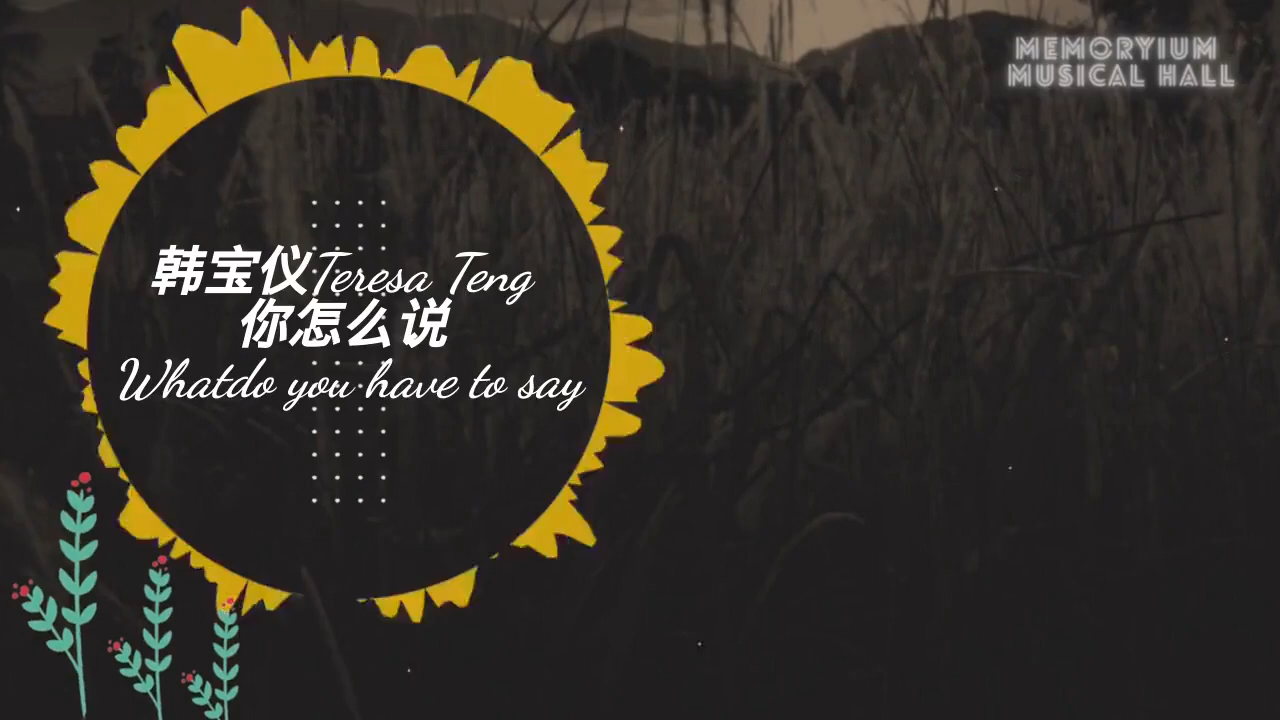 MEMORYIUM
MUSICAL HALL
韩宝仪Teresa Teng
你怎么说
Whatdo you have to say